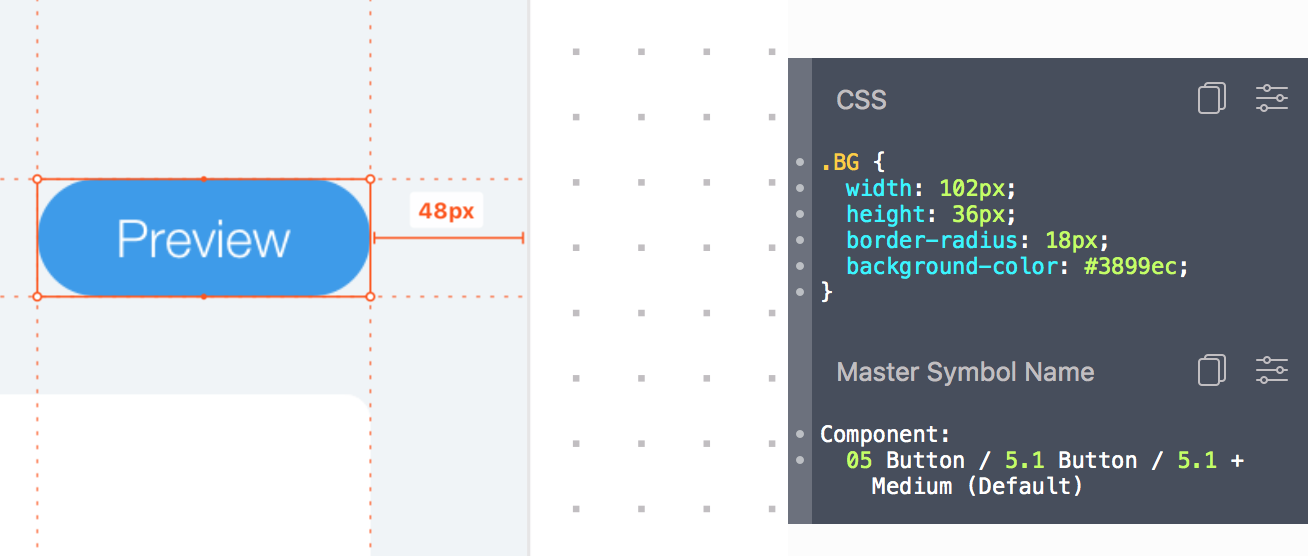 Preview
48px
CSS
.BG {
width: 102px;
height: 36px;
border-radius: 18px;
background-color: #3899ec;
}
Master Symbol Name
Component:
05 Button / 5.1 Button / 5.1 +
Medium (Default)